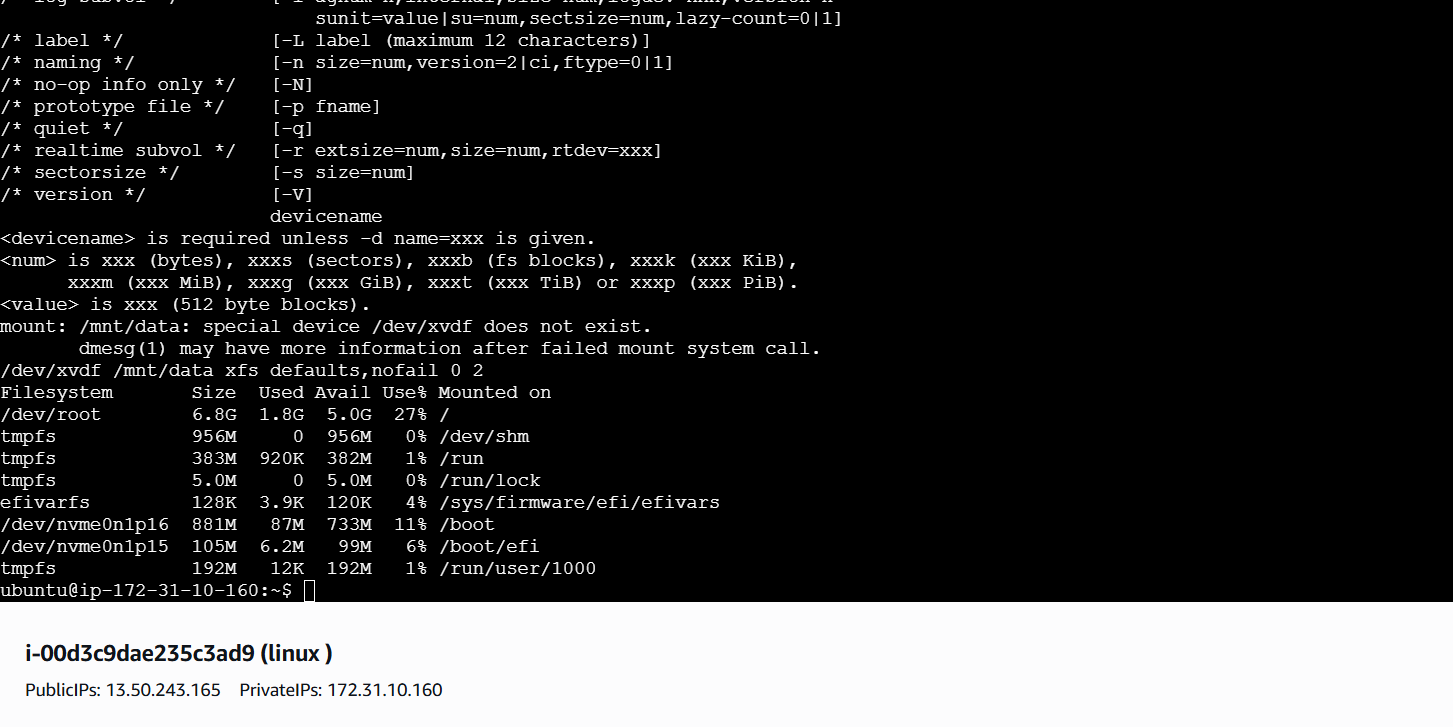 sunit=value|su=num,sectsize=num,lazy-count=0|1]
/* label */ [-L label (maximum 12 characters)]
/* naming */ [-n size=num,version=2|ci,ftype=0|1]
/* no-op info only */ [-N]
/* prototype file */ [-p fname]
/* quiet */ [-q]
/* realtime subvol */ [-r extsize=num,size=num,rtdev=xxx]
/* sectorsize */ [-s size=num]
/* version */ [-V]
devicename
<devicename> is required unless -d name=xxx is given.
<num> is xxx (bytes), xxxs (sectors), xxxb (fs blocks), xxxk (xxx KiB),
xxxm (xxx MiB), xxxg (xxx GiB), xxxt (xxx TiB) or xxxp (xxx PiB).
<value> is xxx (512 byte blocks).
mount: /mnt/data: special device /dev/xvdf does not exist.
dmesg(1) may have more information after failed mount system call.
/dev/xvdf /mnt/data xfs defaults,nofail 0 2
Filesystem Size Used Avail Use% Mounted on
/dev/root 6.8G 1.8G 5.0G 27% /
tmpfs 956M 0 956M 0% /dev/shm
tmpfs 383M 920K 382M 1% /run
tmpfs 5.0M 0 5.0M 0% /run/lock
efivarfs 128K 3.9K 120K 4% /sys/firmware/efi/efivars
/dev/nvme0n1p16 881M 87M 733M 11% /boot
/dev/nvme0n1p15 105M 6.2M 99M 6% /boot/efi
tmpfs 192M 12K 192M 1% /run/user/1000
ubuntu@ip-172-31-10-160:~$
i-00d3c9dae235c3ad9 (linux )
PublicIPs: 13.50.243.165 PrivateIPs: 172.31.10.160